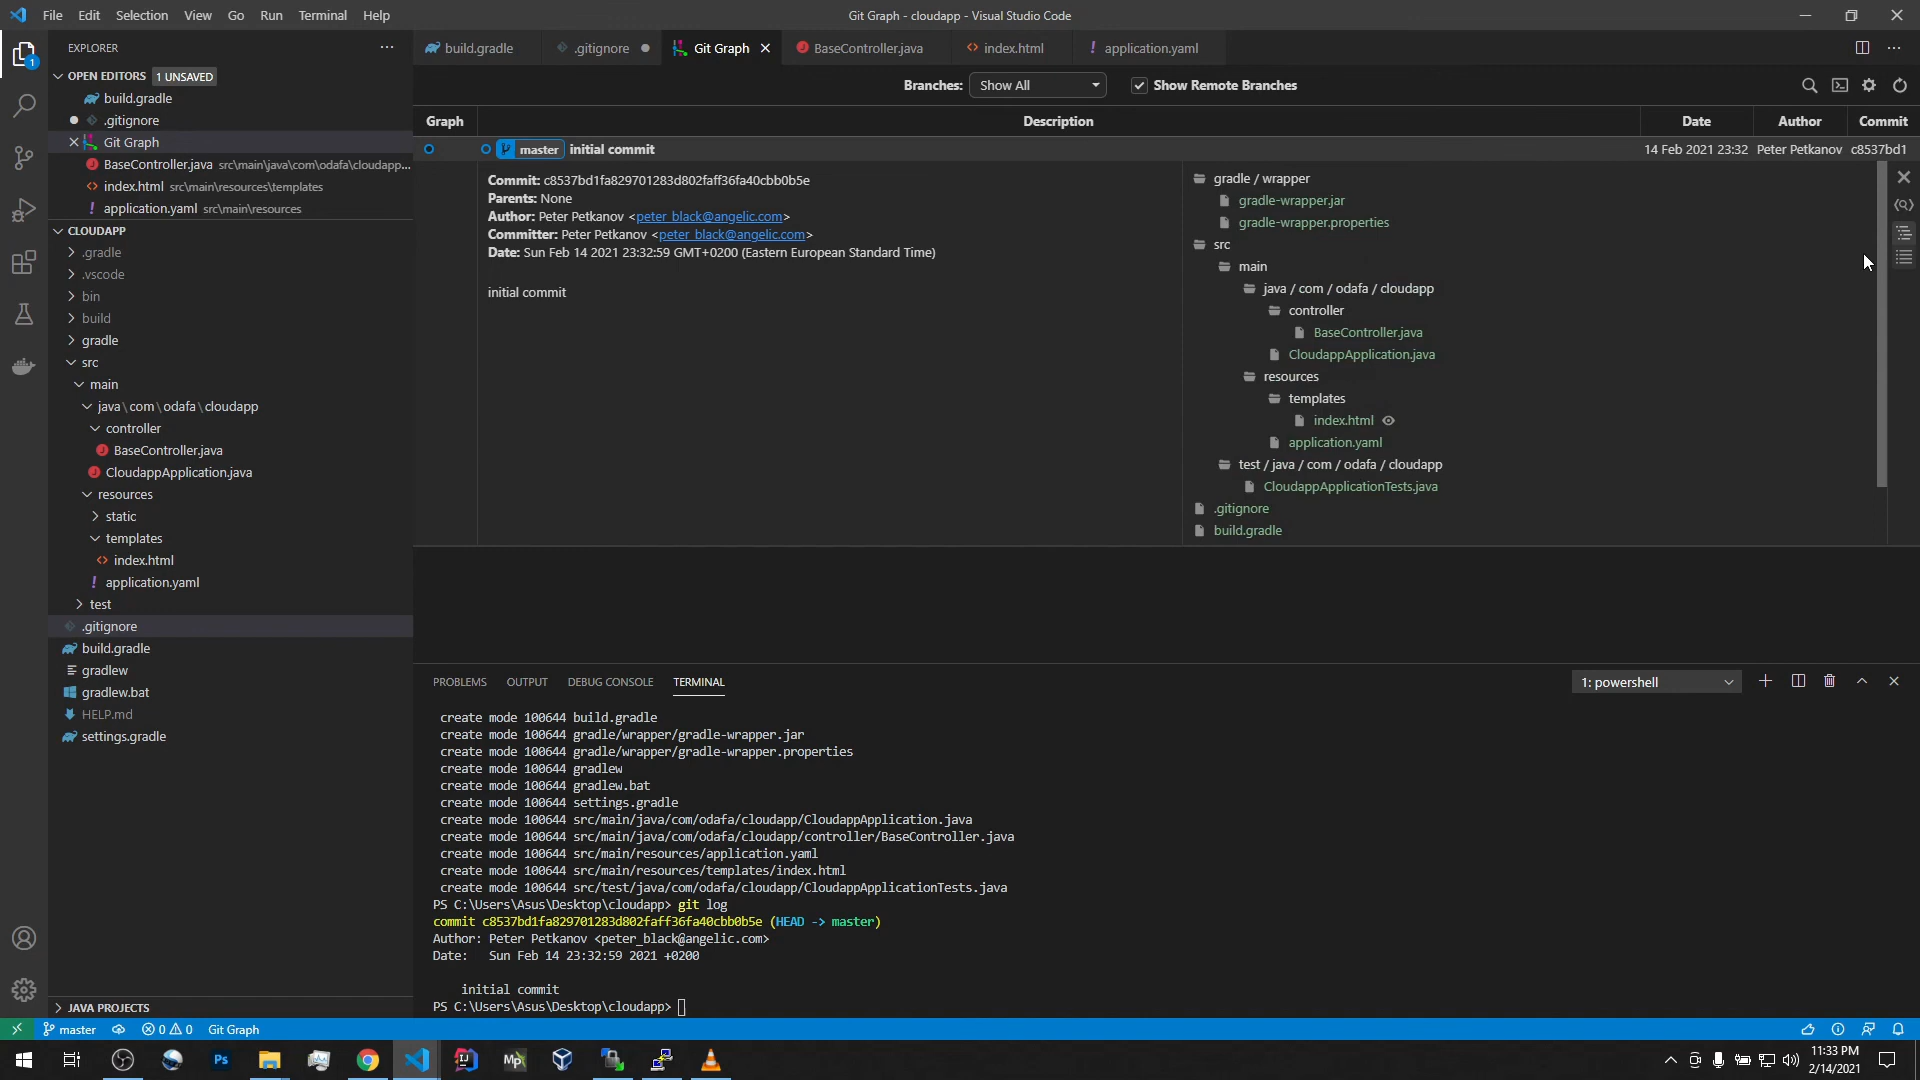 File Edit Selection View Go Run Terminal Help
Git Graph - cloudapp - Visual Studio Code
EXPLORER
OPEN EDITORS 1 UNSAVED
build.gradle
.gitignore
Git Graph
BaseController.java src\main\java\com\odafa\cloudapp...
index.html src\main\resources\templates
application.yaml src\main\resources
CLOUDAPP
.gradle
.vscode
bin
build
gradle
src
main
java\com\odafa\cloudapp
controller
BaseController.java
CloudappApplication.java
resources
static
templates
index.html
application.yaml
test
.gitignore
build.gradle
gradlew
gradlew.bat
HELP.md
settings.gradle
JAVA PROJECTS
build.gradle .gitignore Git Graph BaseController.java index.html application.yaml
Branches: Show All Show Remote Branches
Graph Description Date Author Commit
master initial commit 14 Feb 2021 23:32 Peter Petkanov c8537bd1
Commit: c8537bd1fa829701283d802faff36fa40cbb0b5e
Parents: None
Author: Peter Petkanov <peter_black@angelic.com>
Committer: Peter Petkanov <peter_black@angelic.com>
Date: Sun Feb 14 2021 23:32:59 GMT+0200 (Eastern European Standard Time)
initial commit
gradle / wrapper
gradle-wrapper.jar
gradle-wrapper.properties
src
main
java / com / odafa / cloudapp
controller
BaseController.java
CloudappApplication.java
resources
templates
index.html
application.yaml
test / java / com / odafa / cloudapp
CloudappApplicationTests.java
.gitignore
build.gradle
PROBLEMS OUTPUT DEBUG CONSOLE TERMINAL
1: powershell
create mode 100644 build.gradle
create mode 100644 gradle/wrapper/gradle-wrapper.jar
create mode 100644 gradle/wrapper/gradle-wrapper.properties
create mode 100644 gradlew
create mode 100644 gradlew.bat
create mode 100644 settings.gradle
create mode 100644 src/main/java/com/odafa/cloudapp/CloudappApplication.java
create mode 100644 src/main/java/com/odafa/cloudapp/controller/BaseController.java
create mode 100644 src/main/resources/application.yaml
create mode 100644 src/main/resources/templates/index.html
create mode 100644 src/test/java/com/odafa/cloudapp/CloudappApplicationTests.java
PS C:\Users\Asus\Desktop\cloudapp> git log
commit c8537bd1fa829701283d802faff36fa40cbb0b5e (HEAD -> master)
Author: Peter Petkanov <peter_black@angelic.com>
Date: Sun Feb 14 23:32:59 2021 +0200
initial commit
PS C:\Users\Asus\Desktop\cloudapp>
master 0 0 Git Graph
11:33 PM
2/14/2021